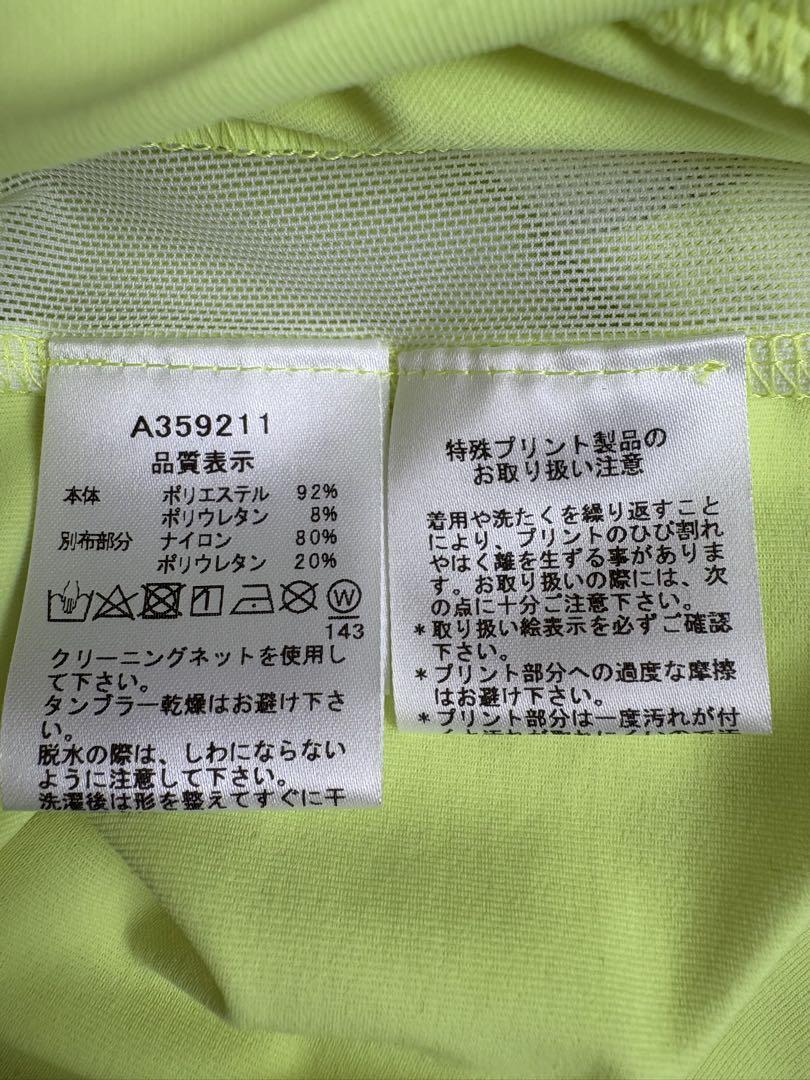 A359211
品質表示
本体 ポリエステル 92%
ポリウレタン 8%
別布部分 ナイロン 80%
ポリウレタン 20%
W
143
クリーニングネットを使用し
て下さい。
タンブラー乾燥はお避け下さ
い。
脱水の際は、しわにならない
ように注意して下さい。
洗濯後は形を整えてすぐに干
特殊プリント製品の
お取り扱い注意
着用や洗たくを繰り返すこと
により、プリントのひび割れ
やはく離を生ずる事がありま
す。お取り扱いの際には、次
の点に十分ご注意下さい。
*取り扱い絵表示を必ずご確認
下さい。
*プリント部分への過度な摩擦
はお避け下さい。
*プリント部分は一度汚れが付